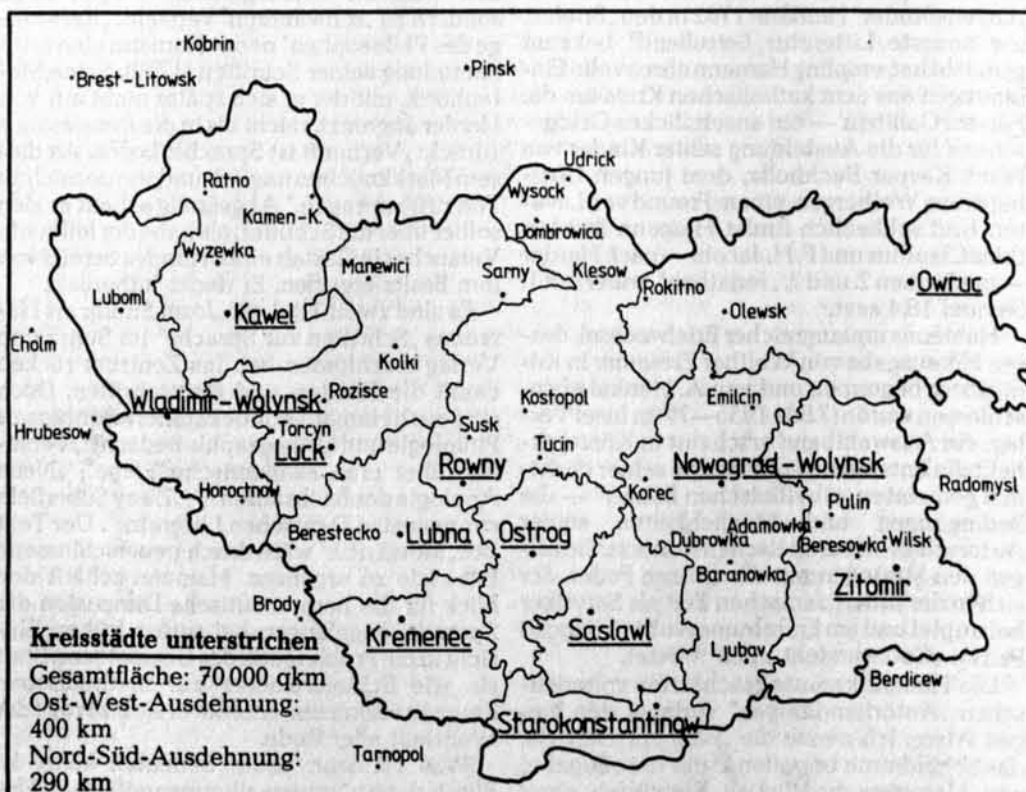 Kobrin
Brest-Litowsk
Pinsk
Udrick
Wysock
Ratno
Kamen-K.
Dombrowica
Wyzewka
Manewici
Sarny
Klesow
Luboml
Kawel
Rokitno
Owruc
Olewsk
Cholm
Kolki
Rozisce
Kostopol
Emilcin
Wladimir-Wolynsk
Hrubes
Torcyn
Susk
Luck
Tucin
Rowny
Nowograd-Wolynsk
Radomysl
Horochow
Korec
Pulin
Adamowka
Berestecko
Lubna
Ostrog
Dubrowka
Beresowka
Wilsk
Baranowka
Brody
Zitomir
Kremenec
Saslawl
Kreisstädte unterstrichen
Ljubav
Gesamtfläche: 70 000 qkm
Berdicew
Ost-West-Ausdehnung:
400 km
Starokonstantinow
Nord-Süd-Ausdehnung:
Tarnopol
290 km